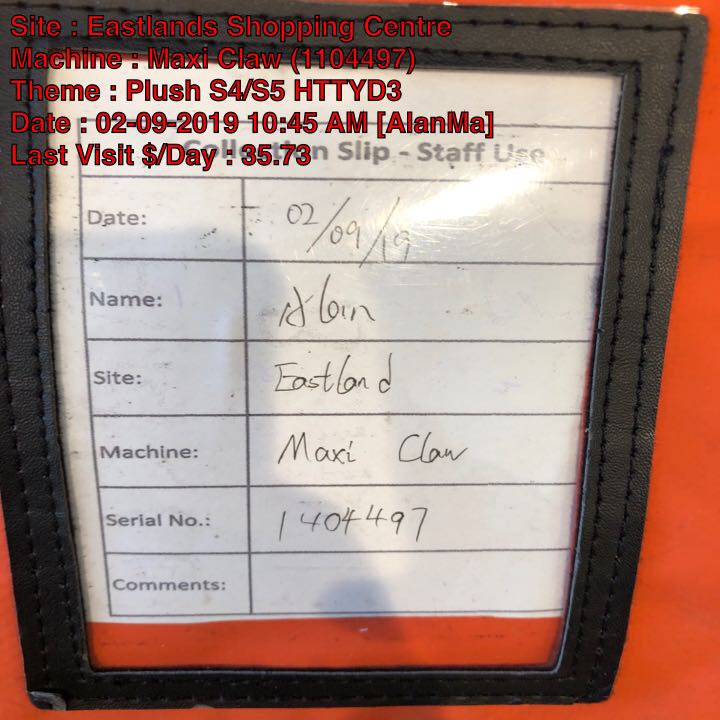 Site : Eastlands Shopping Centre
Machine : Maxi Claw (1104497)
Theme : Plush S4/S5 HTTYD3
Date : 02-09-2019 10:45 AM [AlanMa]
Last Visit $/Day : 35.73
Collection Slip - Staff Use
Date: 02/09/19
Name: Alan
Site: Eastland
Machine: Maxi Claw
Serial No.: 1404497
Comments: